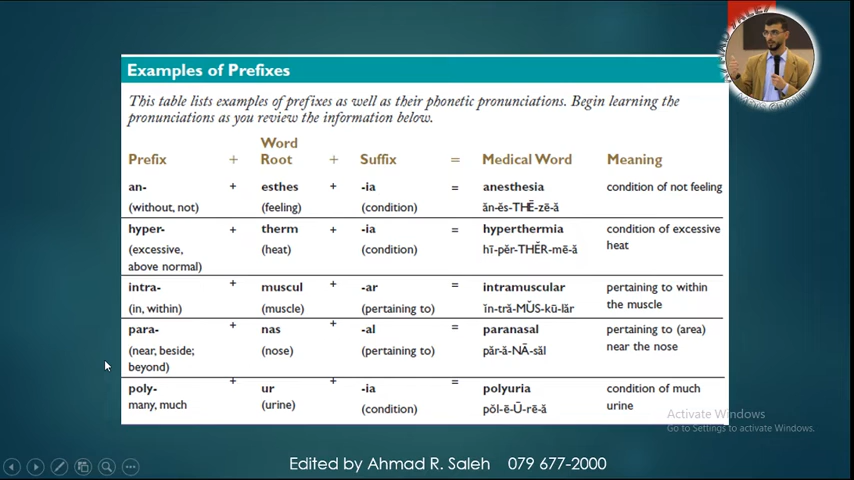 Examples of Prefixes
This table lists examples of prefixes as well as their phonetic pronunciations. Begin learning the
pronunciations as you review the information below.
Word
Prefix + Root + Suffix = Medical Word Meaning
an- + esthes + -ia = anesthesia condition of not feeling
(without, not) (feeling) (condition) ăn-ĕs-THĒ-zē-ă
hyper- + therm + -ia = hyperthermia condition of excessive
(excessive, (heat) (condition) hī-pĕr-THĔR-mē-ă heat
above normal)
intra- + muscul + -ar = intramuscular pertaining to within
(in, within) (muscle) (pertaining to) ĭn-tră-MŬS-kū-lăr the muscle
para- + nas + -al = paranasal pertaining to (area)
(near, beside; (nose) (pertaining to) păr-ă-NĀ-săl near the nose
beyond)
poly- + ur + -ia = polyuria condition of much
many, much (urine) (condition) pŏl-ē-Ū-rē-ă urine
Activate Windows
Go to Settings to activate Windows.
Edited by Ahmad R. Saleh 079 677-2000